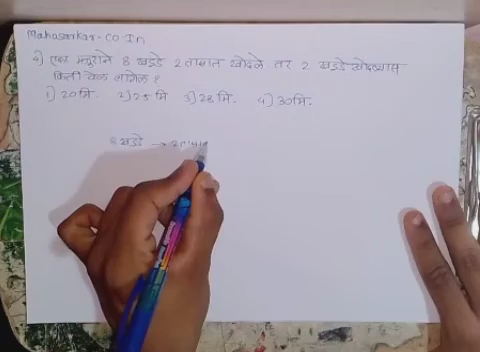 Mahasarkar.co.in
2) एका मजुराने 8 खड्डे 2 तासात खोदले तर 2 खड्डे खोदण्यास
किती वेळ लागेल ?
1) 20 मि. 2) 25 मि 3) 28 मि. 4) 30 मि.
8 खड्डे →